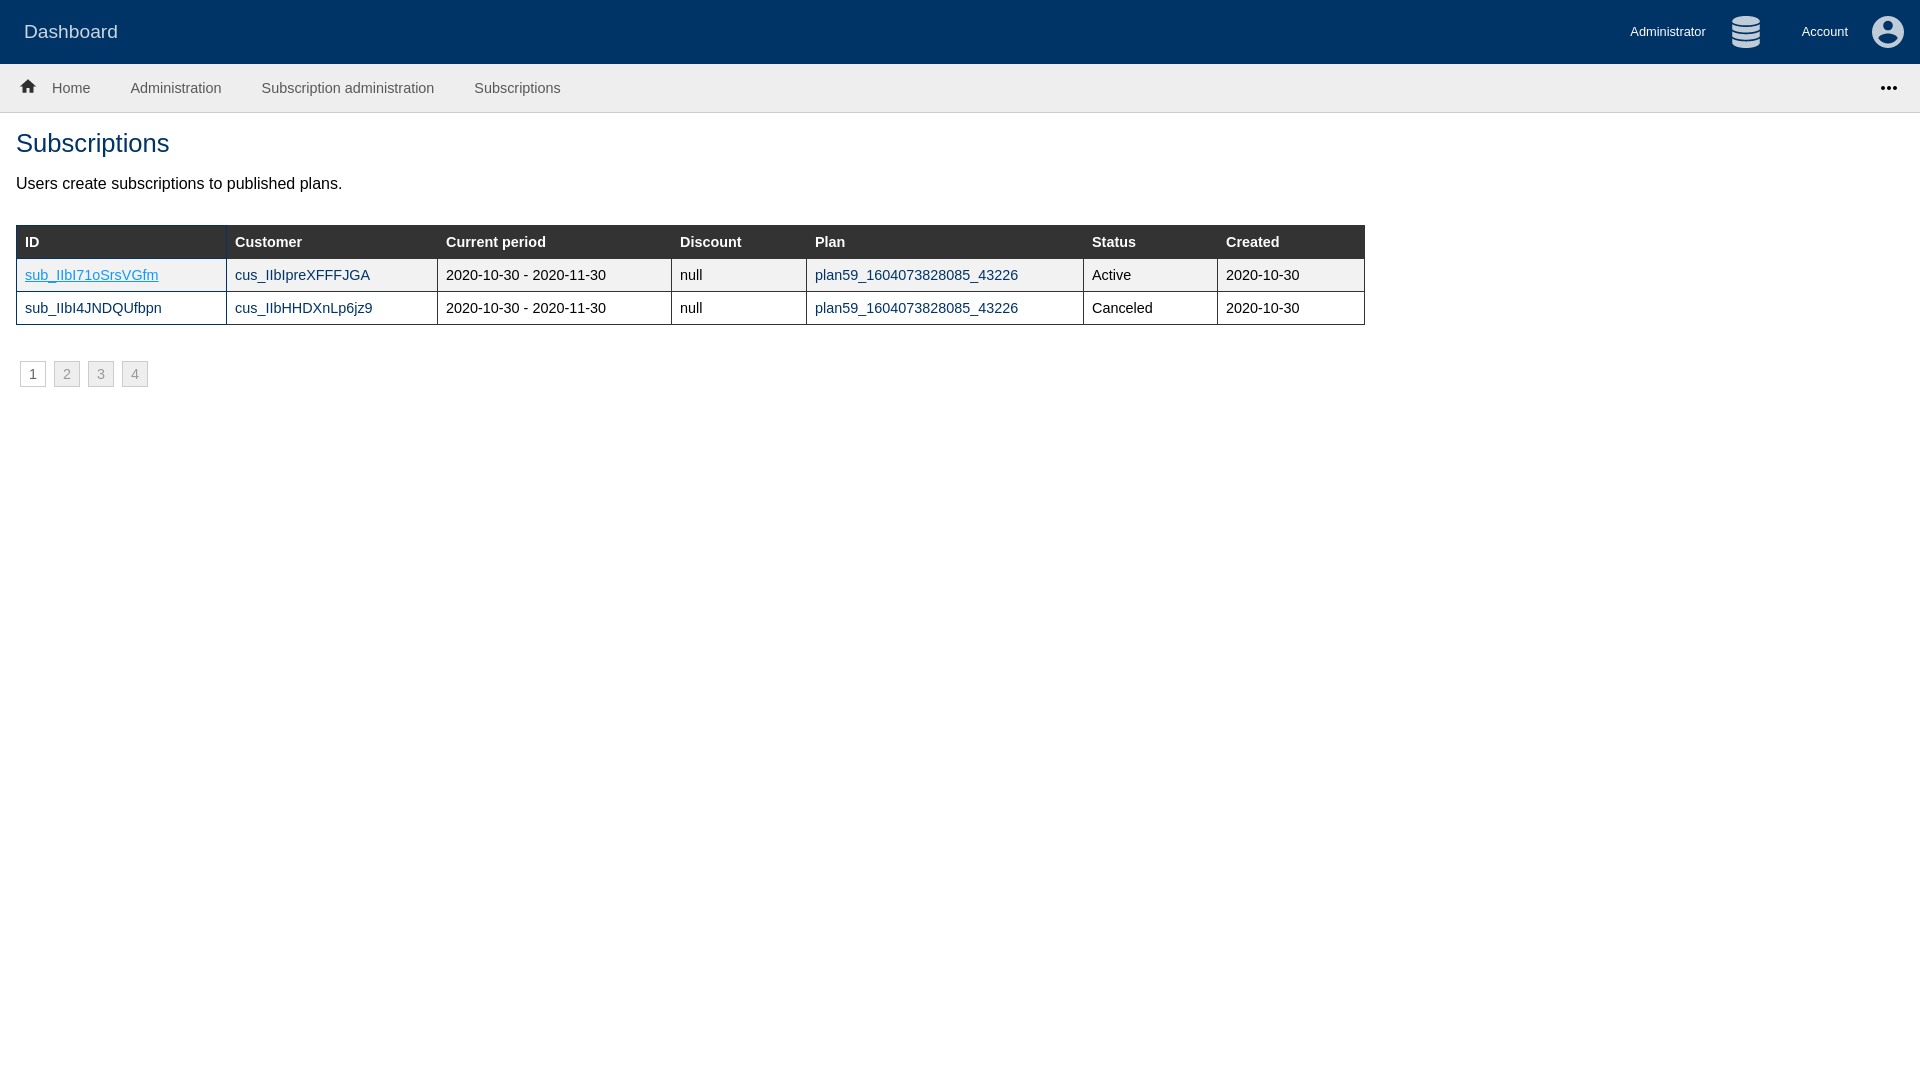 Dashboard Administrator Account
Home Administration Subscription administration Subscriptions
Subscriptions
Users create subscriptions to published plans.
ID Customer Current period Discount Plan Status Created
sub_IIbI71oSrsVGfm cus_IIbIpreXFFFJGA 2020-10-30 - 2020-11-30 null plan59_1604073828085_43226 Active 2020-10-30
sub_IIbI4JNDQUfbpn cus_IIbHHDXnLp6jz9 2020-10-30 - 2020-11-30 null plan59_1604073828085_43226 Canceled 2020-10-30
1 2 3 4